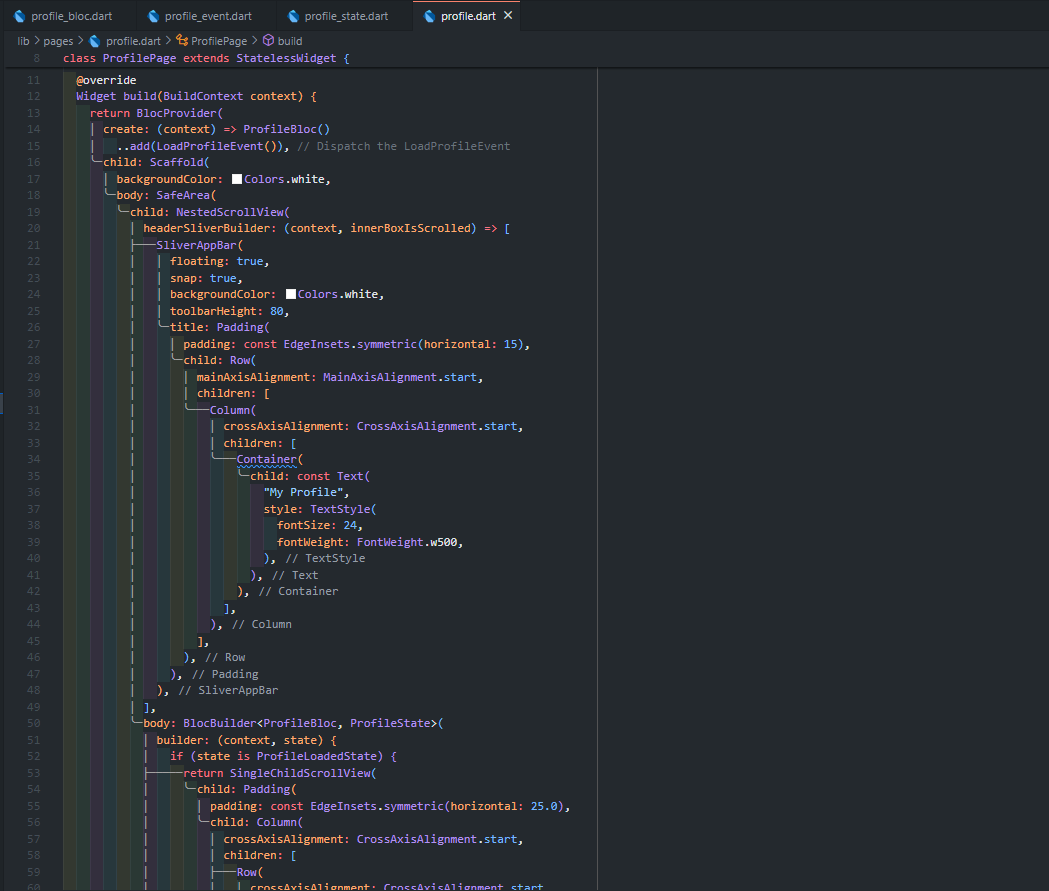 profile_bloc.dart profile_event.dart profile_state.dart profile.dart ✕
lib > pages > profile.dart > ProfilePage > build
8 class ProfilePage extends StatelessWidget {
11 @override
12 Widget build(BuildContext context) {
13 return BlocProvider(
14 create: (context) => ProfileBloc()
15 ..add(LoadProfileEvent()), // Dispatch the LoadProfileEvent
16 child: Scaffold(
17 backgroundColor: Colors.white,
18 body: SafeArea(
19 child: NestedScrollView(
20 headerSliverBuilder: (context, innerBoxIsScrolled) => [
21 SliverAppBar(
22 floating: true,
23 snap: true,
24 backgroundColor: Colors.white,
25 toolbarHeight: 80,
26 title: Padding(
27 padding: const EdgeInsets.symmetric(horizontal: 15),
28 child: Row(
29 mainAxisAlignment: MainAxisAlignment.start,
30 children: [
31 Column(
32 crossAxisAlignment: CrossAxisAlignment.start,
33 children: [
34 Container(
35 child: const Text(
36 "My Profile",
37 style: TextStyle(
38 fontSize: 24,
39 fontWeight: FontWeight.w500,
40 ), // TextStyle
41 ), // Text
42 ), // Container
43 ],
44 ), // Column
45 ],
46 ), // Row
47 ), // Padding
48 ), // SliverAppBar
49 ],
50 body: BlocBuilder<ProfileBloc, ProfileState>(
51 builder: (context, state) {
52 if (state is ProfileLoadedState) {
53 return SingleChildScrollView(
54 child: Padding(
55 padding: const EdgeInsets.symmetric(horizontal: 25.0),
56 child: Column(
57 crossAxisAlignment: CrossAxisAlignment.start,
58 children: [
59 Row(
60 crossAxisAlignment: CrossAxisAlignment.start